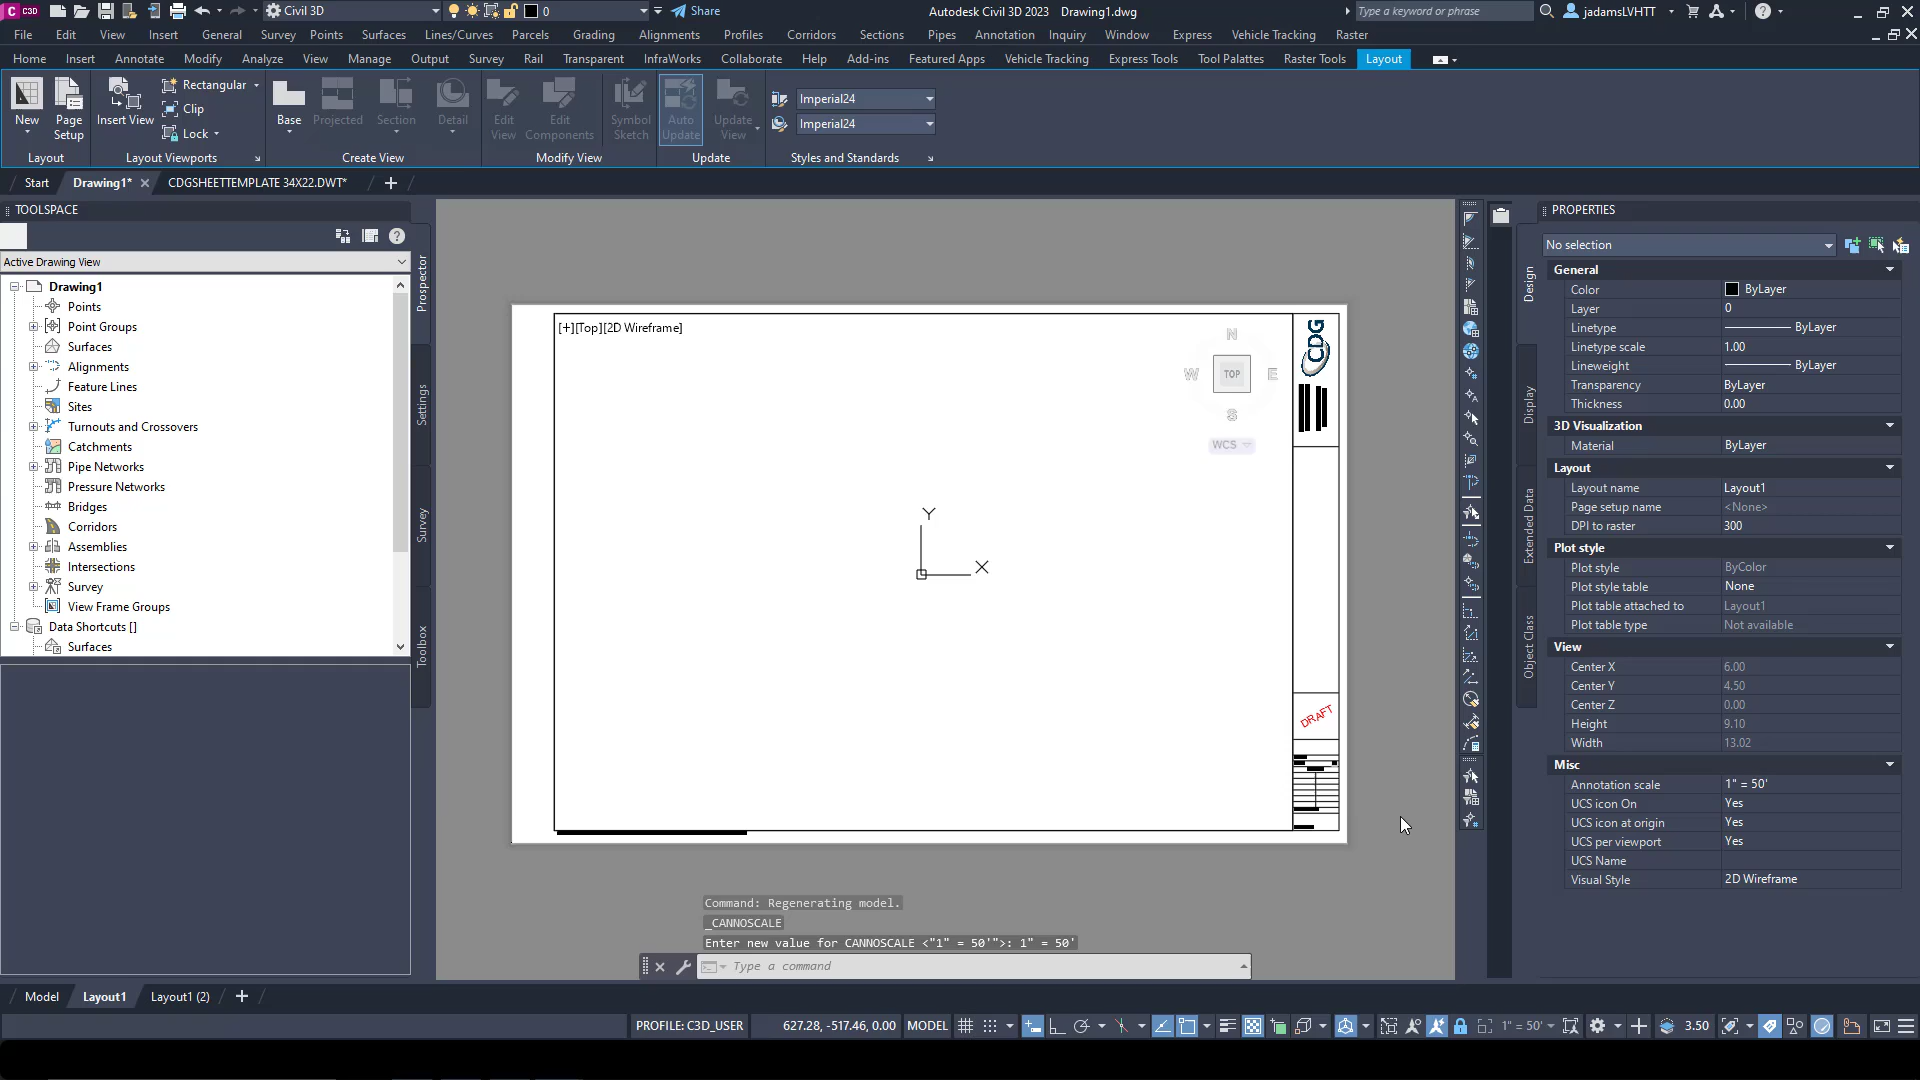 C3D
Civil 3D
0
Share
Autodesk Civil 3D 2023 Drawing1.dwg
Type a keyword or phrase
jadamsLVHTT
File Edit View Insert General Survey Points Surfaces Lines/Curves Parcels Grading Alignments Profiles Corridors Sections Pipes Annotation Inquiry Window Express Vehicle Tracking Raster
Home Insert Annotate Modify Analyze View Manage Output Survey Rail Transparent InfraWorks Collaborate Help Add-ins Featured Apps Vehicle Tracking Express Tools Tool Palettes Raster Tools Layout
New
Page Setup
Insert View
Rectangular
Clip
Lock
Base
Projected
Section
Detail
Edit View
Edit Components
Symbol Sketch
Auto Update
Update View
Imperial24
Imperial24
Layout
Layout Viewports
Create View
Modify View
Update
Styles and Standards
Start
Drawing1*
CDGSHEETTEMPLATE 34X22.DWT*
TOOLSPACE
Active Drawing View
Drawing1
Points
Point Groups
Surfaces
Alignments
Feature Lines
Sites
Turnouts and Crossovers
Catchments
Pipe Networks
Pressure Networks
Bridges
Corridors
Assemblies
Intersections
Survey
View Frame Groups
Data Shortcuts []
Surfaces
Prospector
Settings
Survey
Toolbox
[+][Top][2D Wireframe]
N
W
TOP
E
S
WCS
Y
X
CDG
DRAFT
Command: Regenerating model.
_CANNOSCALE
Enter new value for CANNOSCALE <"1" = 50'">: 1" = 50'
Type a command
PROPERTIES
No selection
Design
Display
Extended Data
Object Class
General
Color ByLayer
Layer 0
Linetype ByLayer
Linetype scale 1.00
Lineweight ByLayer
Transparency ByLayer
Thickness 0.00
3D Visualization
Material ByLayer
Layout
Layout name Layout1
Page setup name <None>
DPI to raster 300
Plot style
Plot style ByColor
Plot style table None
Plot table attached to Layout1
Plot table type Not available
View
Center X 6.00
Center Y 4.50
Center Z 0.00
Height 9.10
Width 13.02
Misc
Annotation scale 1" = 50'
UCS icon On Yes
UCS icon at origin Yes
UCS per viewport Yes
UCS Name
Visual Style 2D Wireframe
Model
Layout1
Layout1 (2)
PROFILE: C3D_USER
627.28, -517.46, 0.00
MODEL
1" = 50'
3.50